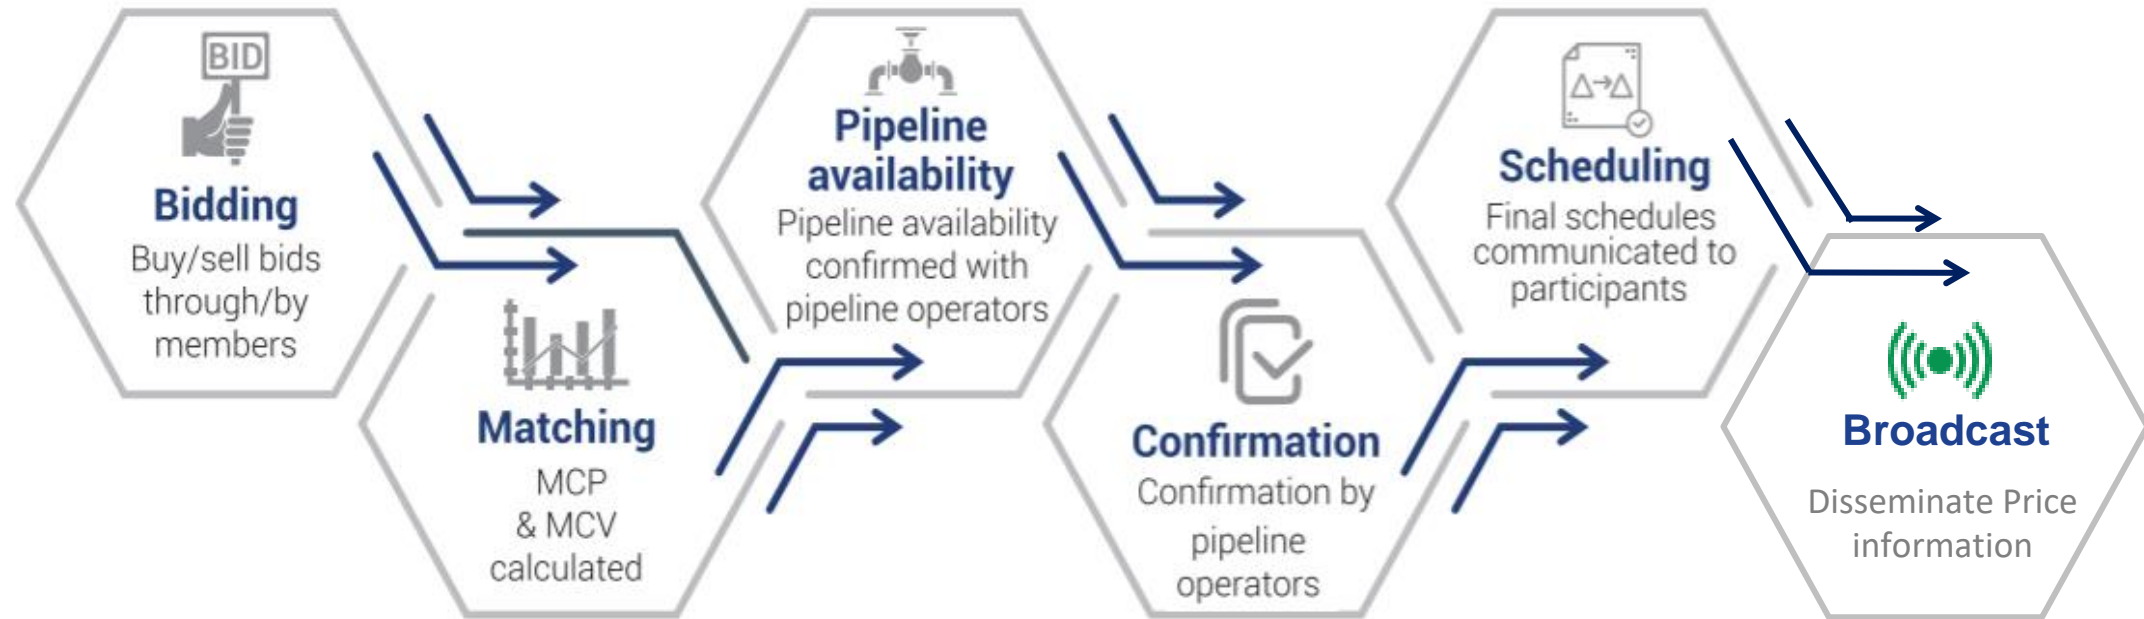 BID
Bidding
Buy/sell bids
through/by
members
Matching
MCP
& MCV
calculated
Pipeline
availability
Pipeline availability
confirmed with
pipeline operators
Confirmation
Confirmation by
pipeline
operators
Δ→Δ
Scheduling
Final schedules
communicated to
participants
Broadcast
Disseminate Price
information